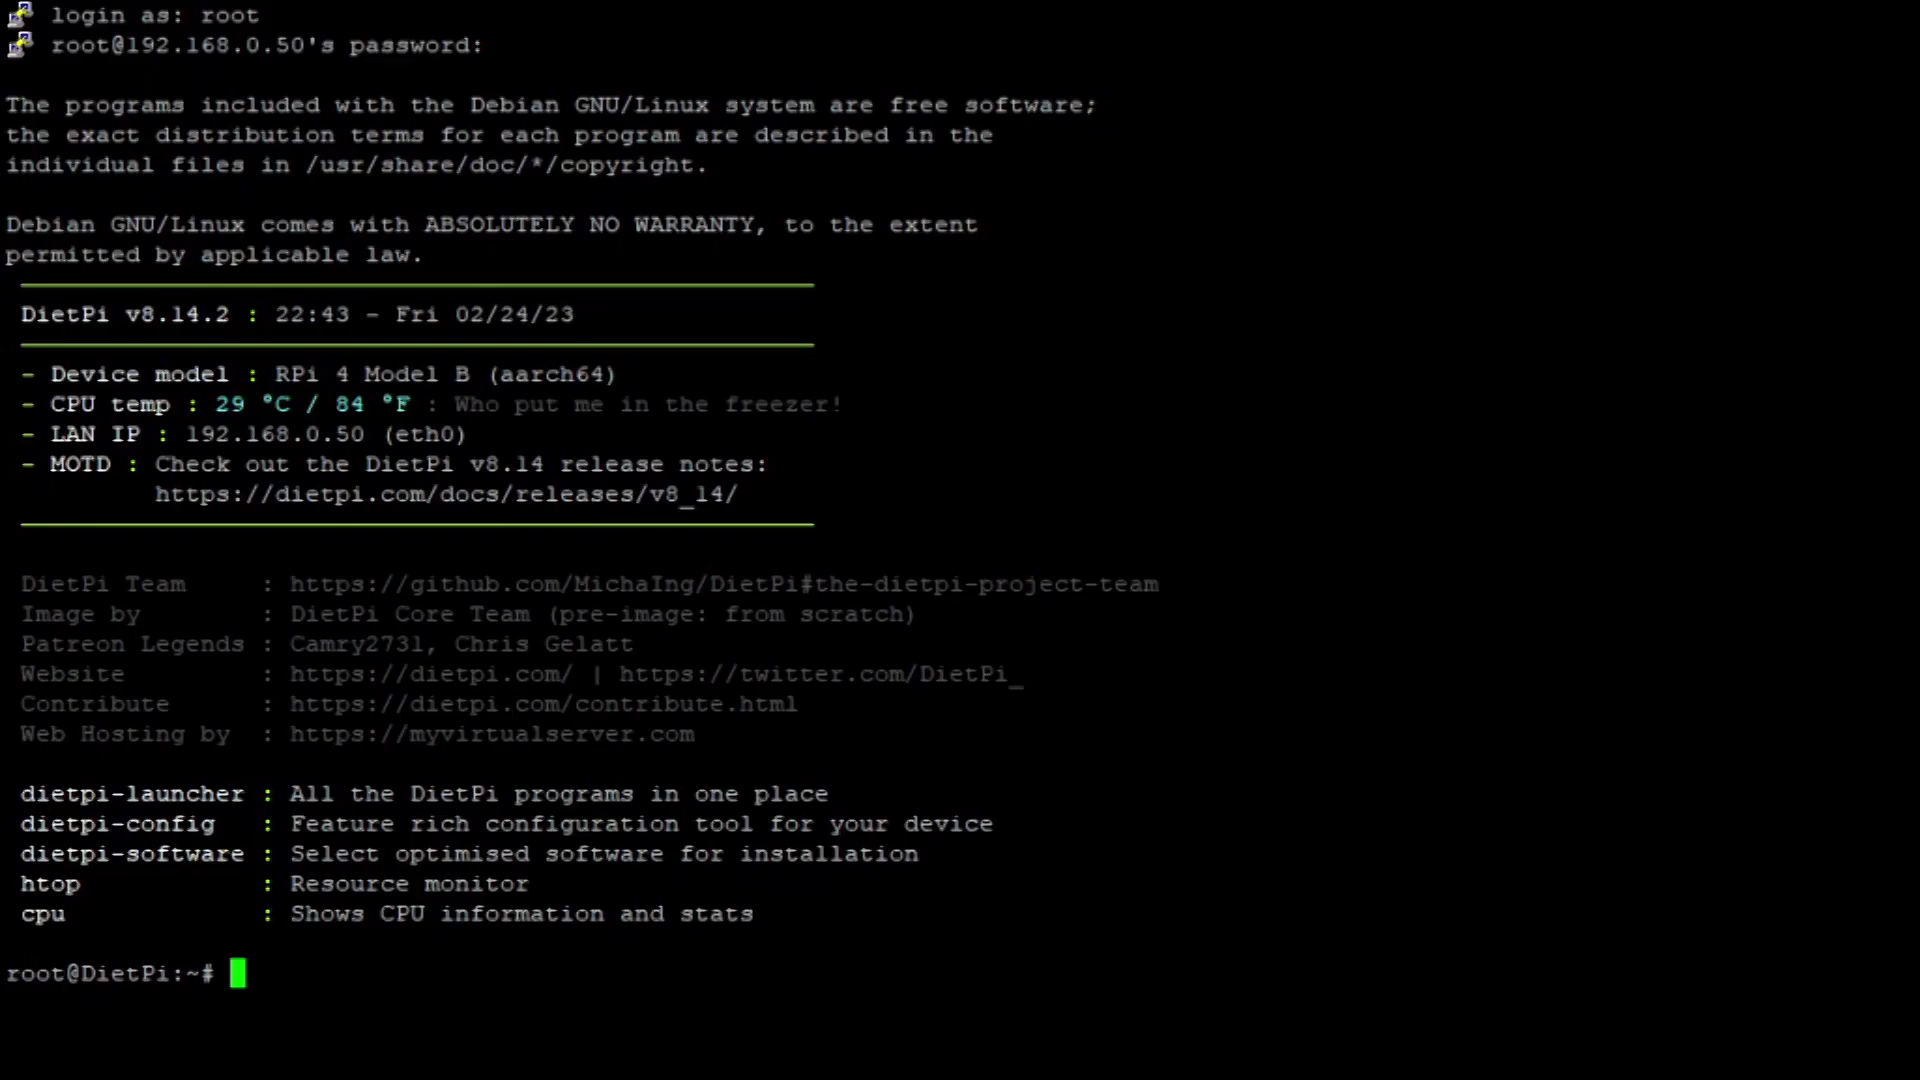 login as: root
root@192.168.0.50's password:
The programs included with the Debian GNU/Linux system are free software;
the exact distribution terms for each program are described in the
individual files in /usr/share/doc/*/copyright.
Debian GNU/Linux comes with ABSOLUTELY NO WARRANTY, to the extent
permitted by applicable law.
DietPi v8.14.2 : 22:43 - Fri 02/24/23
- Device model : RPi 4 Model B (aarch64)
- CPU temp : 29 °C / 84 °F : Who put me in the freezer!
- LAN IP : 192.168.0.50 (eth0)
- MOTD : Check out the DietPi v8.14 release notes:
https://dietpi.com/docs/releases/v8_14/
DietPi Team : https://github.com/MichaIng/DietPi#the-dietpi-project-team
Image by : DietPi Core Team (pre-image: from scratch)
Patreon Legends : Camry2731, Chris Gelatt
Website : https://dietpi.com/ | https://twitter.com/DietPi_
Contribute : https://dietpi.com/contribute.html
Web Hosting by : https://myvirtualserver.com
dietpi-launcher : All the DietPi programs in one place
dietpi-config : Feature rich configuration tool for your device
dietpi-software : Select optimised software for installation
htop : Resource monitor
cpu : Shows CPU information and stats
root@DietPi:~#